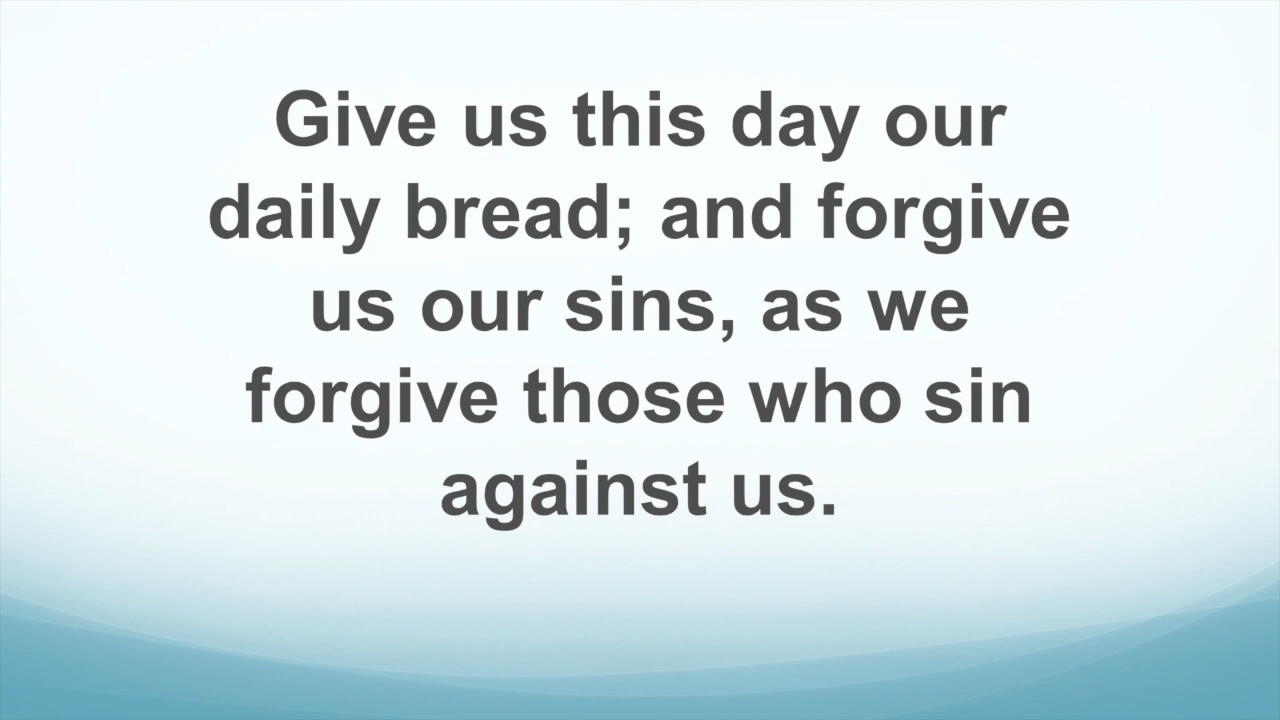 Give us this day our
daily bread; and forgive
us our sins, as we
forgive those who sin
against us.